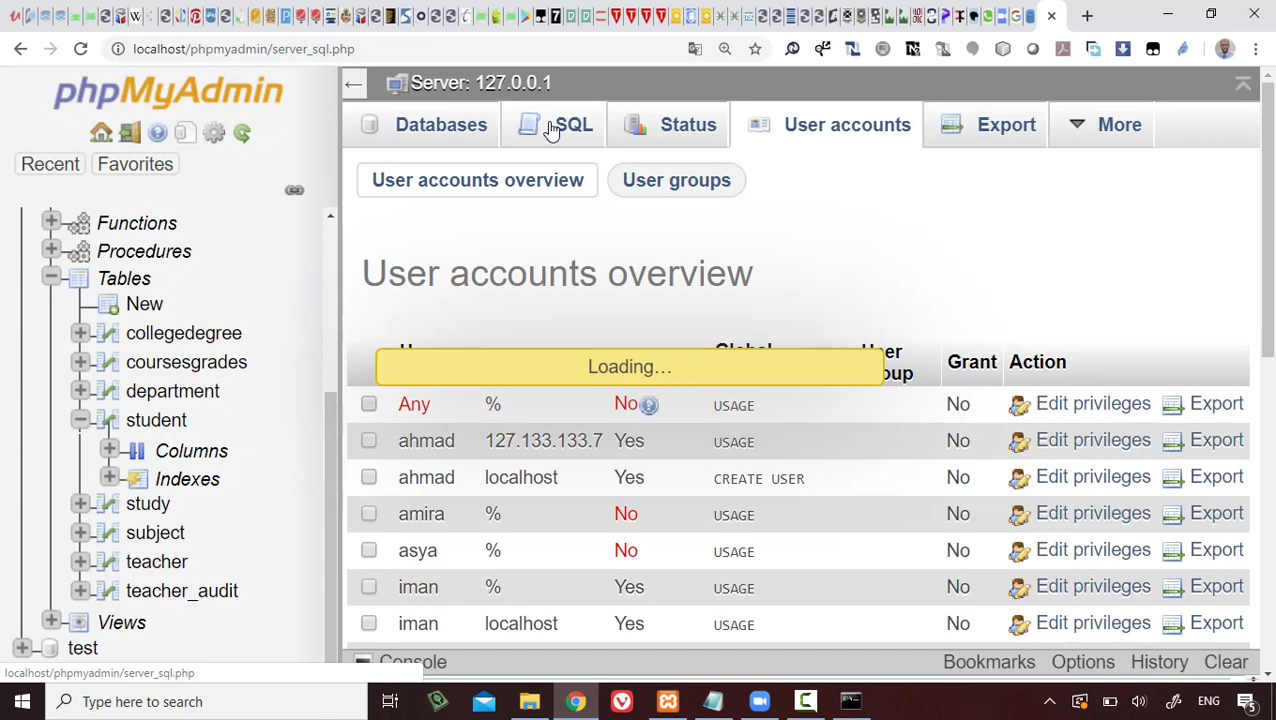 localhost/phpmyadmin/server_sql.php
phpMyAdmin
Recent Favorites
Functions
Procedures
Tables
New
collegedegree
coursesgrades
department
student
Columns
Indexes
study
subject
teacher
teacher_audit
Views
test
localhost/phpmyadmin/server_sql.php
Server: 127.0.0.1
Databases SQL Status User accounts Export More
User accounts overview User groups
User accounts overview
Loading…
Grant Action
Any % No USAGE No Edit privileges Export
ahmad 127.133.133.7 Yes USAGE No Edit privileges Export
ahmad localhost Yes CREATE USER No Edit privileges Export
amira % No USAGE No Edit privileges Export
asya % No USAGE No Edit privileges Export
iman % Yes USAGE No Edit privileges Export
iman localhost Yes USAGE No Edit privileges Export
Console Bookmarks Options History Clear
Type here to search
ENG
5